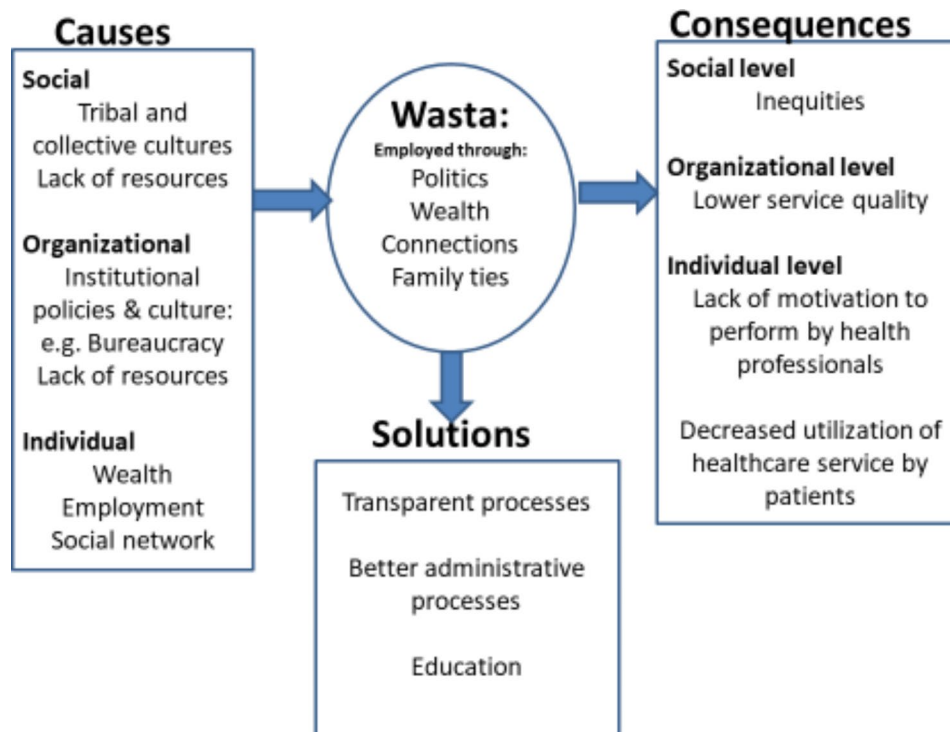 Causes
Social
Tribal and
collective cultures
Lack of resources
Organizational
Institutional
policies & culture:
e.g. Bureaucracy
Lack of resources
Individual
Wealth
Employment
Social network
Wasta:
Employed through:
Politics
Wealth
Connections
Family ties
Solutions
Transparent processes
Better administrative
processes
Education
Consequences
Social level
Inequities
Organizational level
Lower service quality
Individual level
Lack of motivation to
perform by health
professionals
Decreased utilization of
healthcare service by
patients